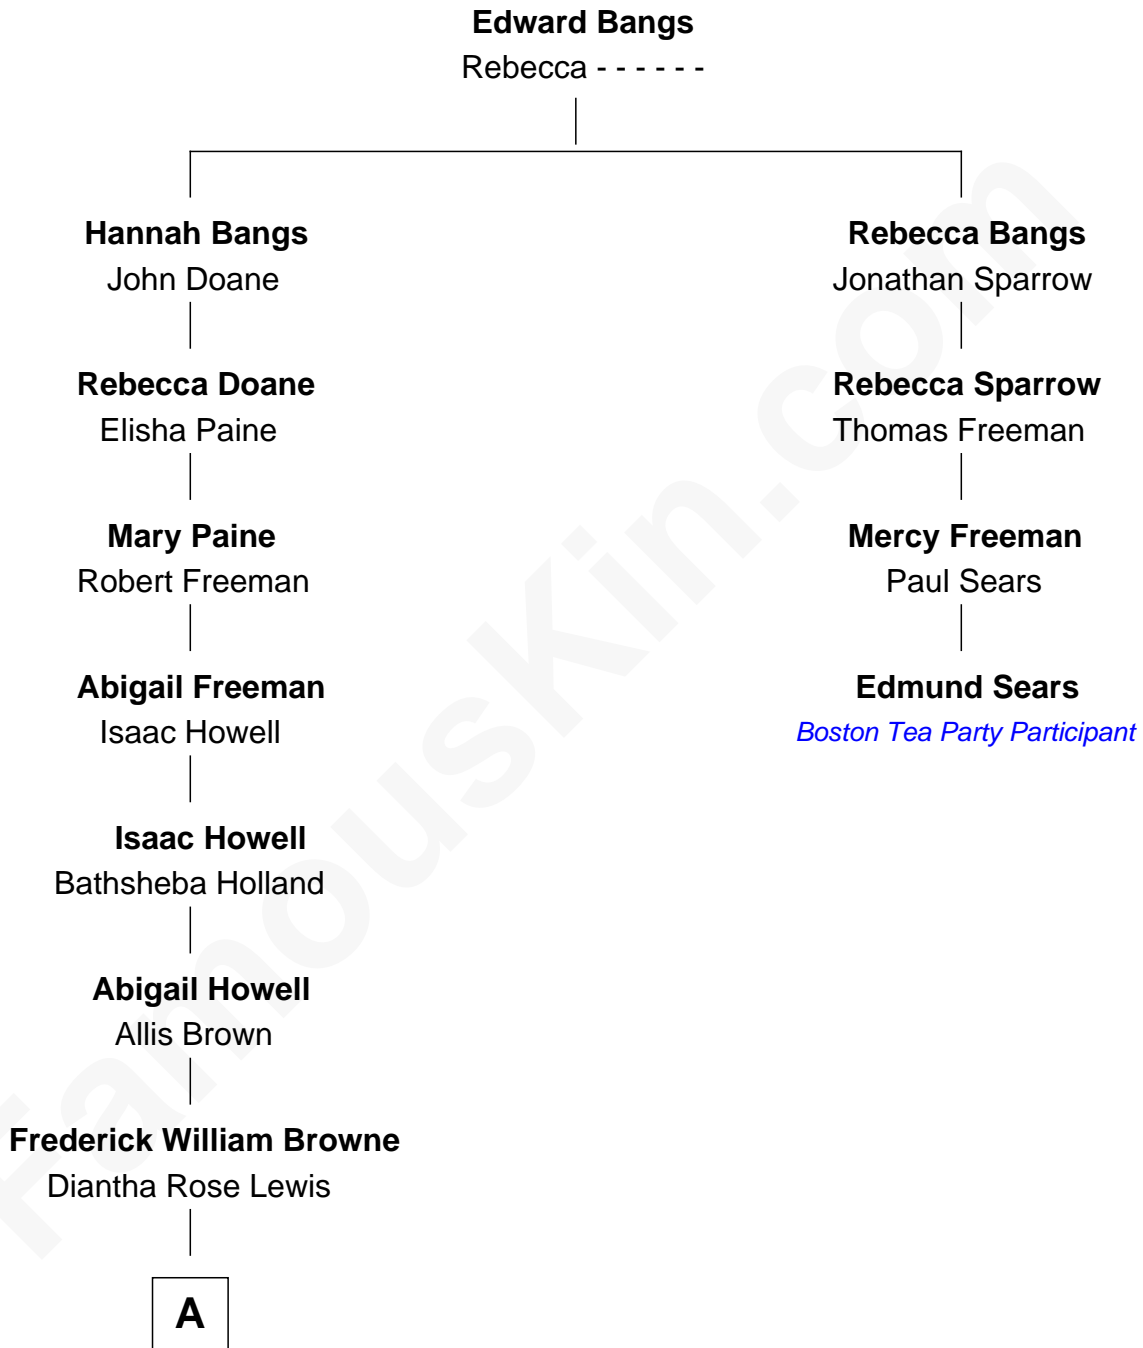 Edward Bangs
Rebecca - - - - - -
Hannah Bangs
John Doane
Rebecca Bangs
Jonathan Sparrow
Rebecca Doane
Elisha Paine
Rebecca Sparrow
Thomas Freeman
Mary Paine
Robert Freeman
Mercy Freeman
Paul Sears
Abigail Freeman
Isaac Howell
Edmund Sears
Boston Tea Party Participant
Isaac Howell
Bathsheba Holland
Abigail Howell
Allis Brown
Frederick William Browne
Diantha Rose Lewis
A
FamousKin.com